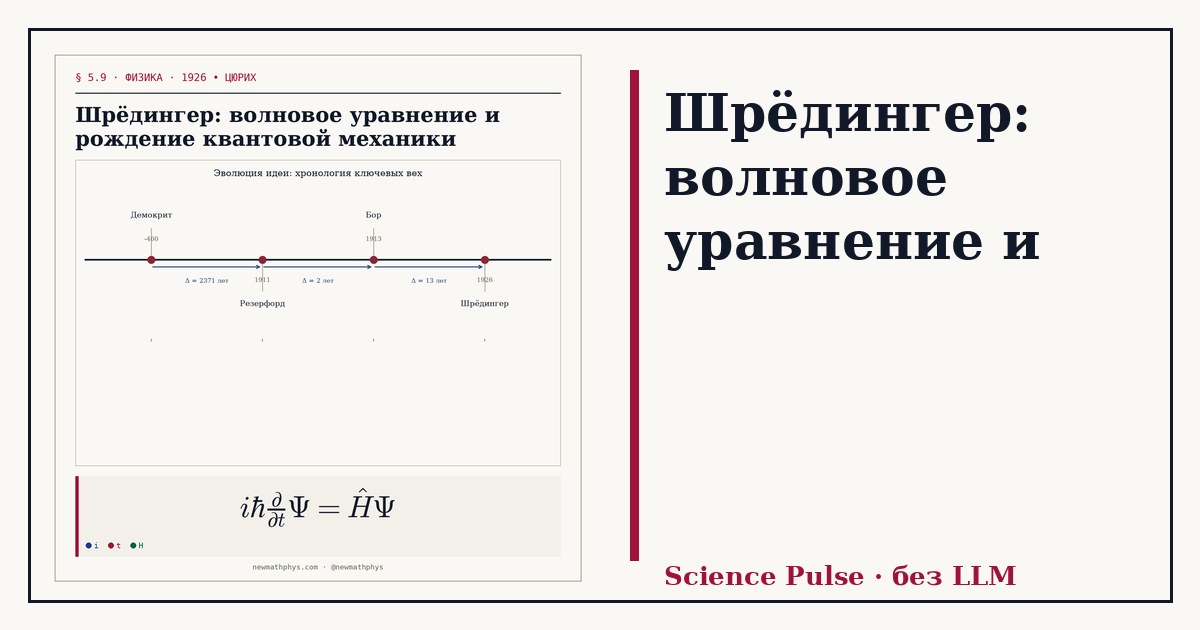 § 5.9 · ФИЗИКА · 1926 • ЦЮРИХ
Шрёдингер: волновое уравнение и
рождение квантовой механики
Эволюция идеи: хронология ключевых вех
Демокрит
Бор
-460
1913
Δ = 2371 лет
1911
Δ = 2 лет
Δ = 13 лет
1926
Резерфорд
Шрёдингер
iħ ∂/∂t Ψ = ĤΨ
i t H
newmathphys.com · @newmathphys
Шрёдингер:
волновое
уравнение и
Science Pulse · без LLM